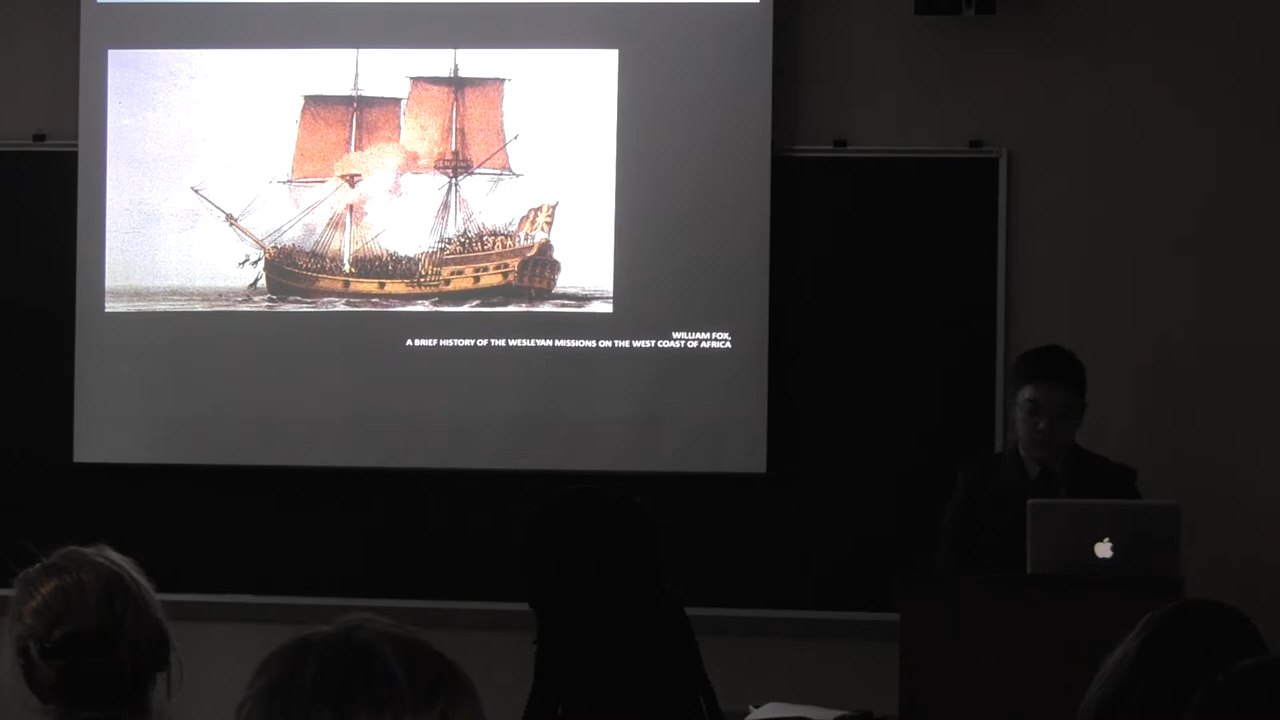 WILLIAM FOX,
A BRIEF HISTORY OF THE WESLEYAN MISSIONS ON THE WEST COAST OF AFRICA